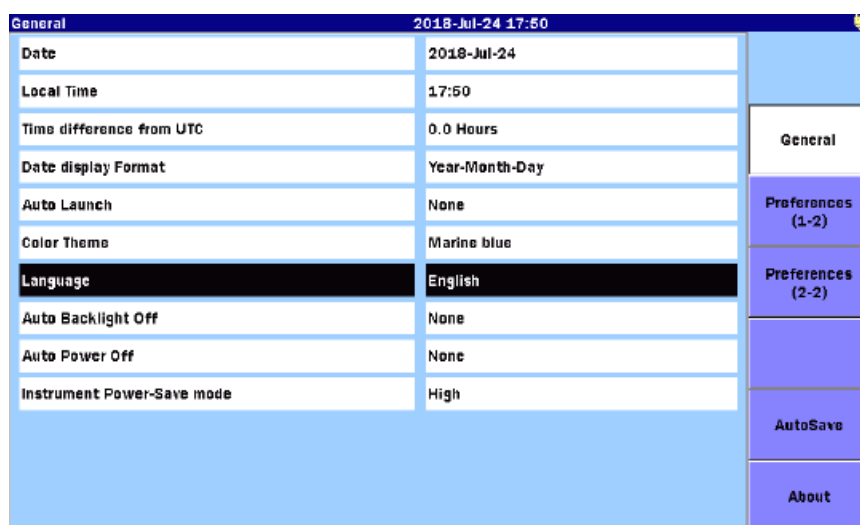 General 2018-Jul-24 17:50
Date 2018-Jul-24
Local Time 17:50
Time difference from UTC 0.0 Hours
Date display Format Year-Month-Day
Auto Launch None
Color Theme Marine blue
Language English
Auto Backlight Off None
Auto Power Off None
Instrument Power-Save mode High
General
Preferences
(1-2)
Preferences
(2-2)
AutoSave
About